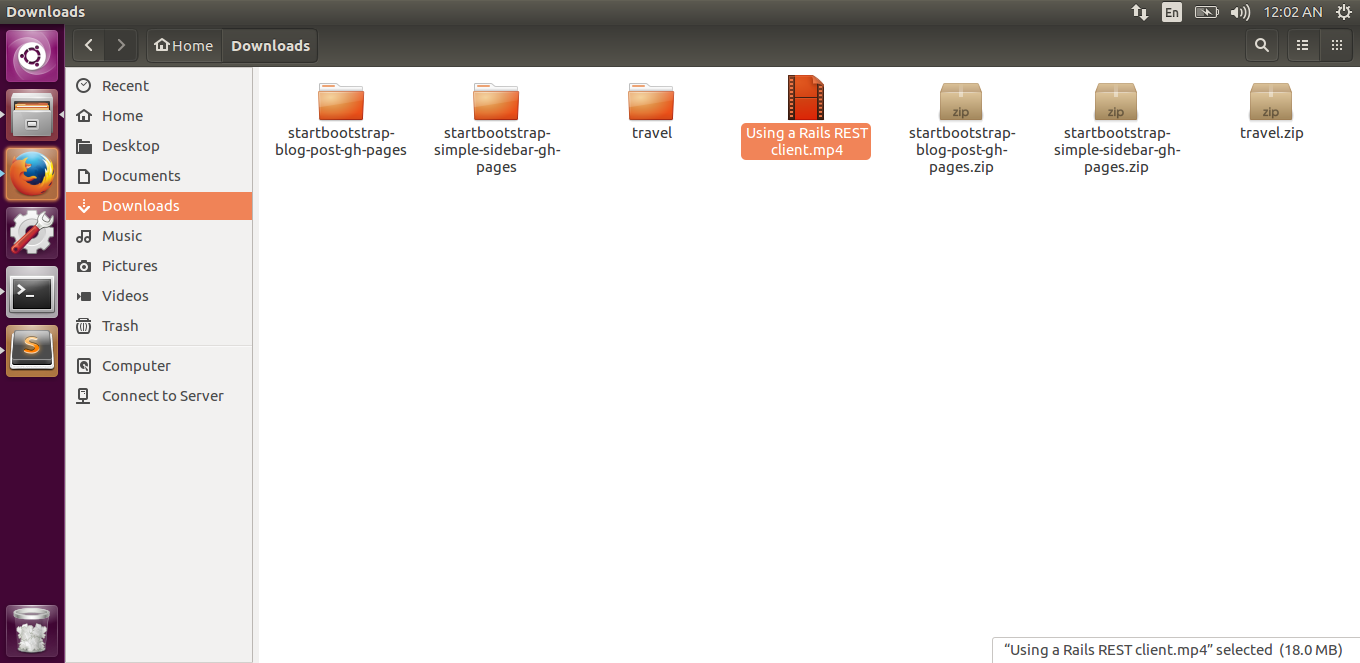 Downloads
En
12:02 AM
Home
Downloads
Recent
Home
Desktop
Documents
Downloads
Music
Pictures
Videos
Trash
Computer
Connect to Server
startbootstrap-
blog-post-gh-pages
startbootstrap-
simple-sidebar-gh-
pages
travel
Using a Rails REST
client.mp4
zip
startbootstrap-
blog-post-gh-
pages.zip
zip
startbootstrap-
simple-sidebar-gh-
pages.zip
zip
travel.zip
“Using a Rails REST client.mp4” selected (18.0 MB)